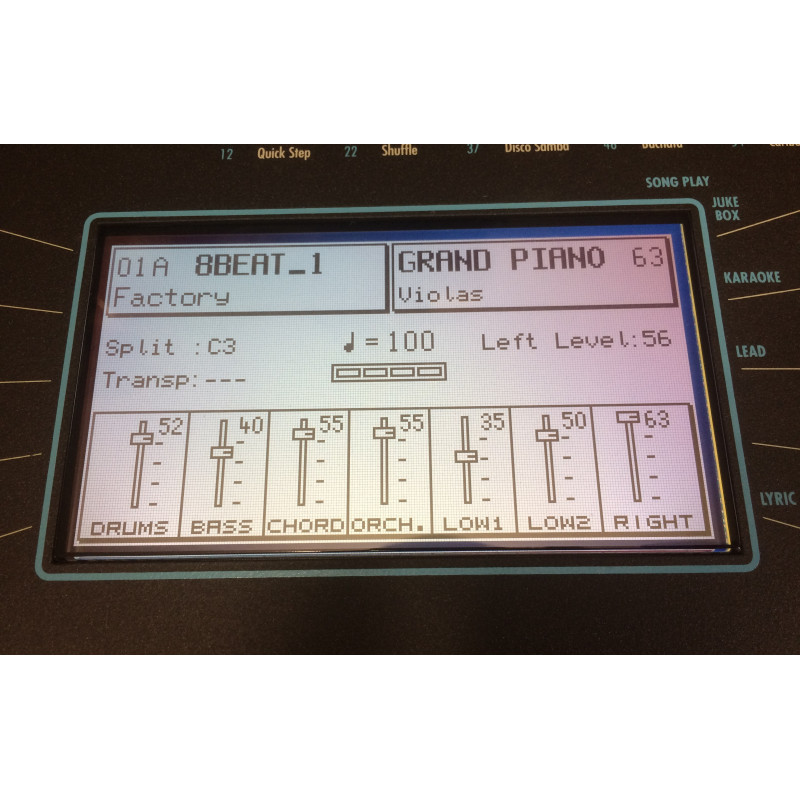 12 Quick Step 22 Shuffle 37 Disco Samba 46 Bachata
SONG PLAY
JUKE
BOX
KARAOKE
LEAD
LYRIC
01A 8BEAT_1
Factory
GRAND PIANO 63
Violas
Split :C3
♩=100
Left Level:56
Transp:---
52 40 55 55 35 50 63
DRUMS BASS CHORD ORCH. LOW1 LOW2 RIGHT